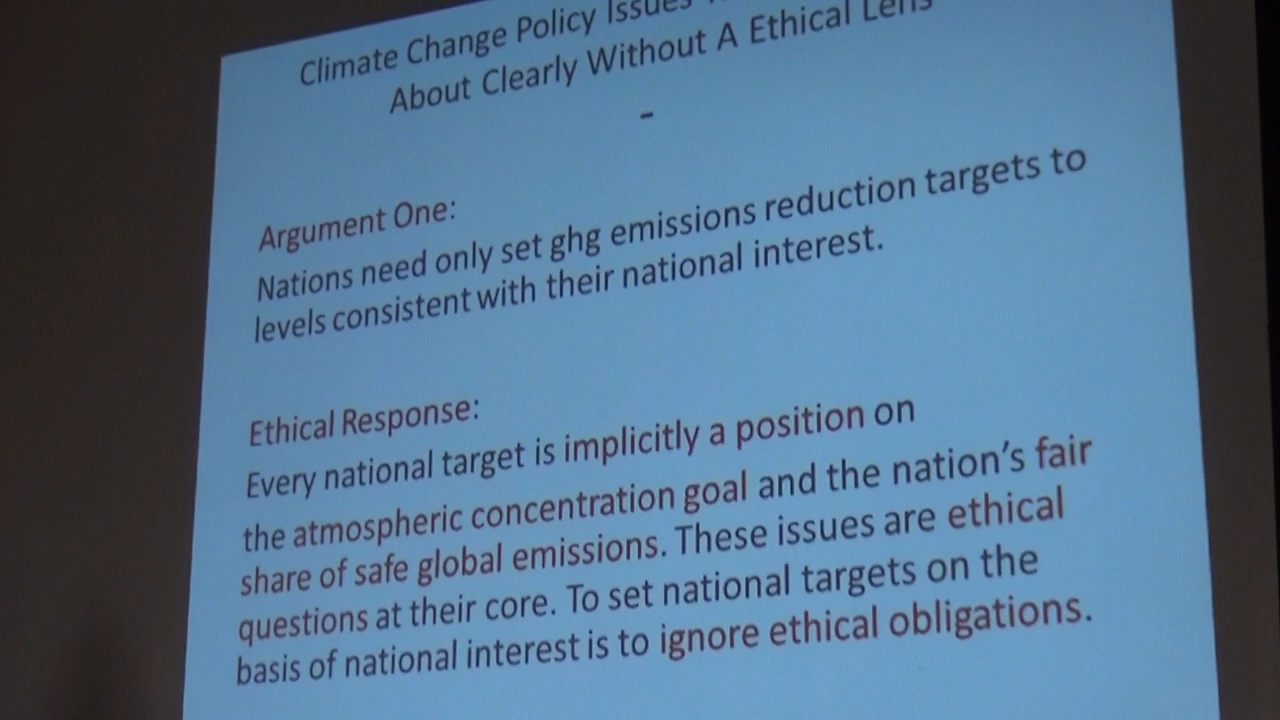 Climate Change Policy Issues
About Clearly Without A Ethical Lens
-
Argument One:
Nations need only set ghg emissions reduction targets to
levels consistent with their national interest.
Ethical Response:
Every national target is implicitly a position on
the atmospheric concentration goal and the nation's fair
share of safe global emissions. These issues are ethical
questions at their core. To set national targets on the
basis of national interest is to ignore ethical obligations.